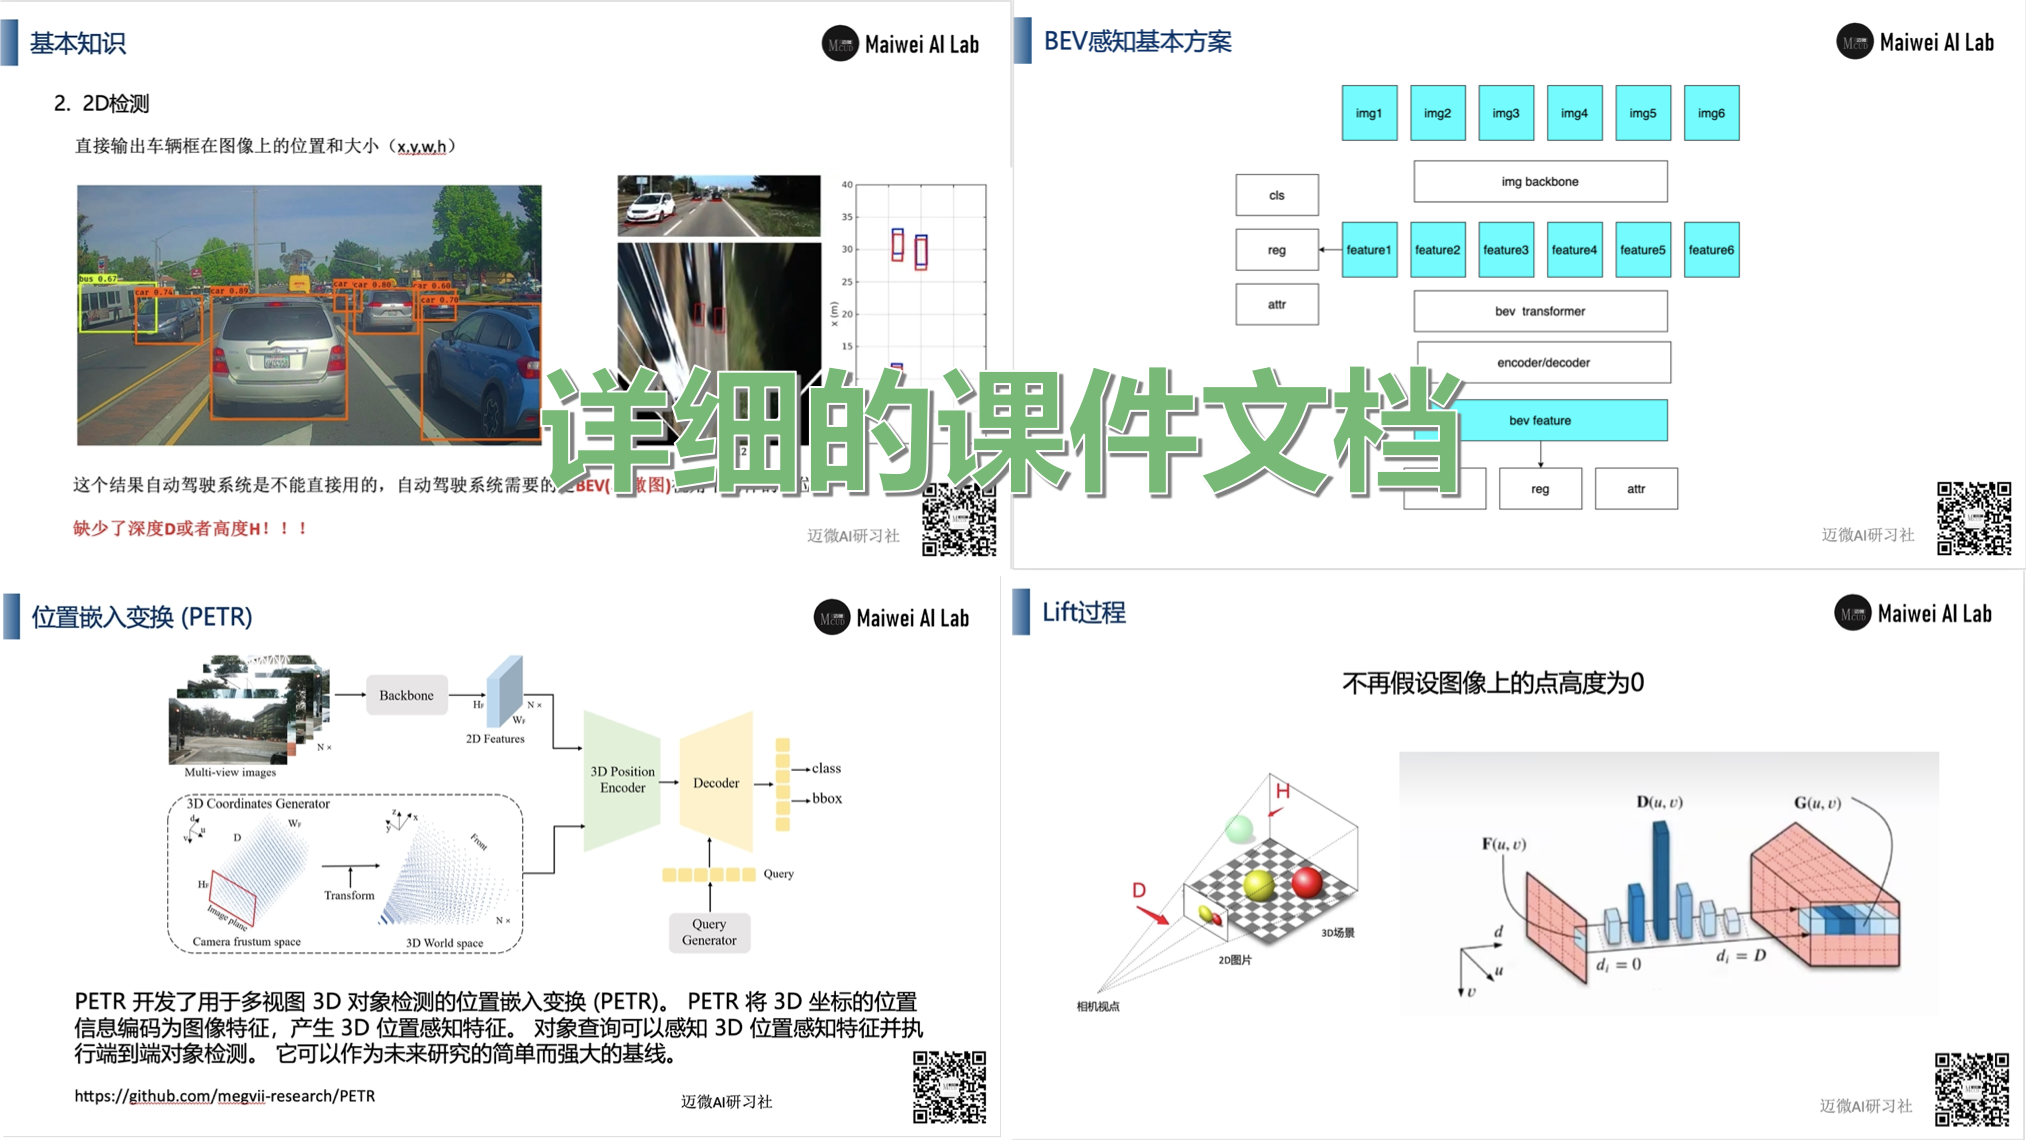 基本知识
Maiwei AI Lab
2. 2D检测
直接输出车辆框在图像上的位置和大小（x,y,w,h）
bus 0.67
car 0.74
car 0.89
car
car 0.80
car 0.60
car 0.70
40
35
30
25
20
15
x (m)
这个结果自动驾驶系统是不能直接用的，自动驾驶系统需要的
BEV(
缺少了深度D或者高度H！！！
迈微AI研习社
BEV感知基本方案
Maiwei AI Lab
img1 img2 img3 img4 img5 img6
img backbone
cls
reg
attr
feature1 feature2 feature3 feature4 feature5 feature6
bev transformer
encoder/decoder
bev feature
reg
attr
迈微AI研习社
详细的课件文档
位置嵌入变换 (PETR)
Maiwei AI Lab
Multi-view images
N ×
Backbone
HF
WF
N ×
2D Features
3D Coordinates Generator
d
u
v
D
WF
HF
Image plane
Camera frustum space
Transform
z
x
y
Front
N ×
3D World space
3D Position
Encoder
Decoder
class
bbox
Query
Query
Generator
PETR 开发了用于多视图 3D 对象检测的位置嵌入变换 (PETR)。 PETR 将 3D 坐标的位置
信息编码为图像特征，产生 3D 位置感知特征。 对象查询可以感知 3D 位置感知特征并执
行端到端对象检测。 它可以作为未来研究的简单而强大的基线。
https://github.com/megvii-research/PETR
迈微AI研习社
Lift过程
Maiwei AI Lab
不再假设图像上的点高度为0
H
D
3D场景
2D图片
相机视点
F(u, v)
D(u, v)
G(u, v)
d
u
v
di = 0
di = D
迈微AI研习社